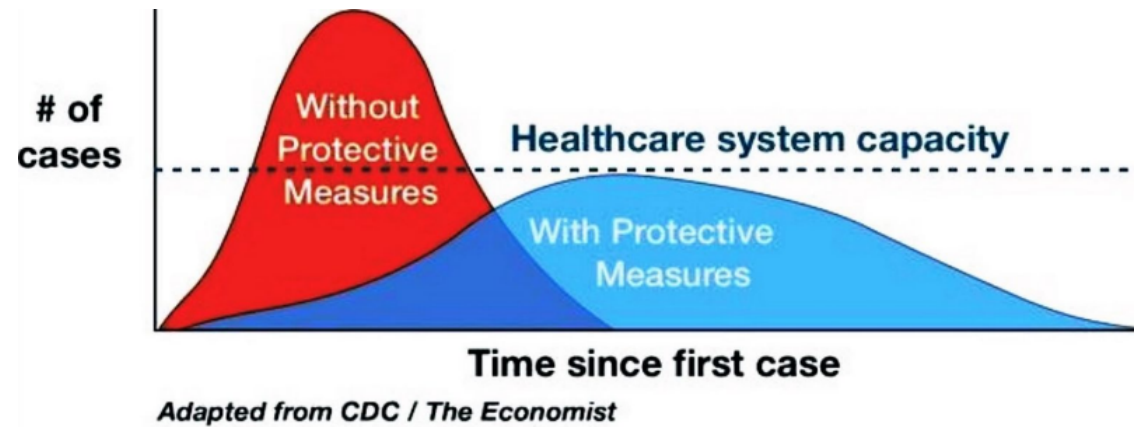 # of
cases
Without
Protective
Measures
Healthcare system capacity
With Protective
Measures
Time since first case
Adapted from CDC / The Economist